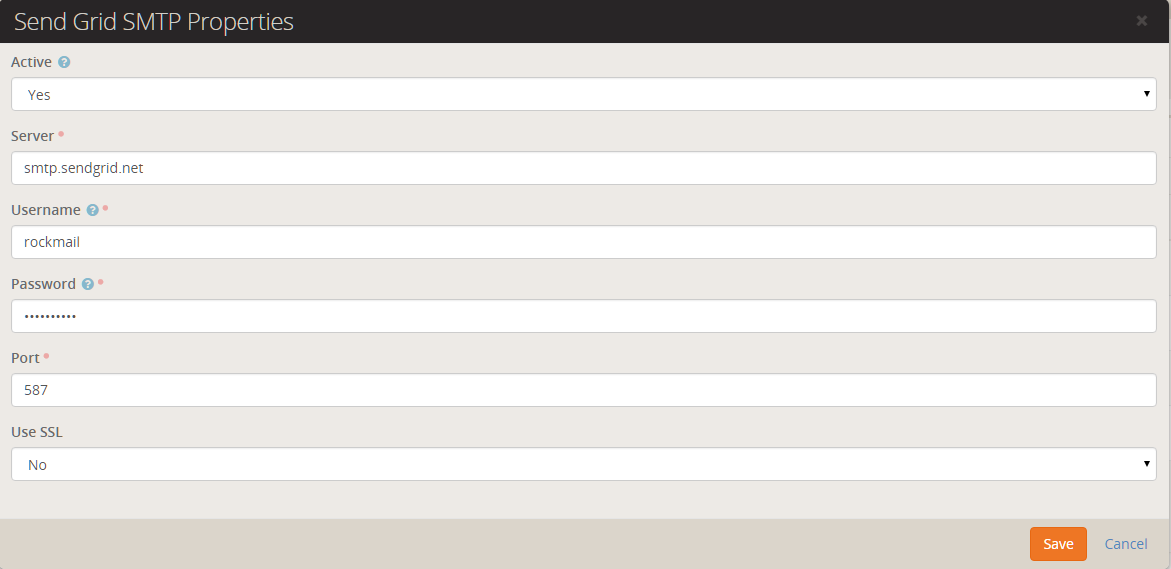 Send Grid SMTP Properties ×
Active ?
Yes
Server *
smtp.sendgrid.net
Username ? *
rockmail
Password ? *
••••••••••
Port *
587
Use SSL
No
Save Cancel